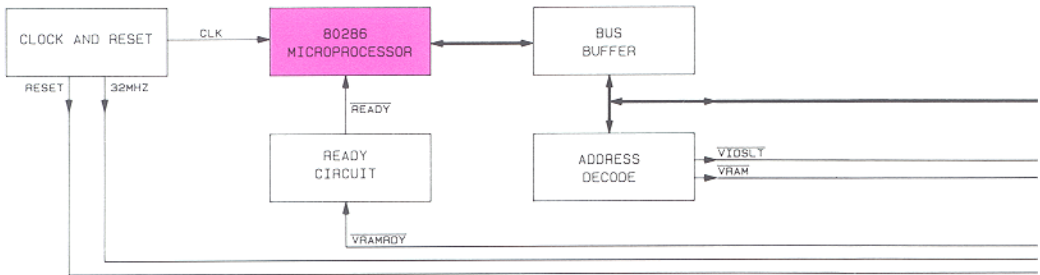 CLOCK AND RESET
CLK
80286
MICROPROCESSOR
BUS
BUFFER
RESET
32MHZ
READY
READY
CIRCUIT
ADDRESS
DECODE
VIOSLT
VRAM
VRAMRDY